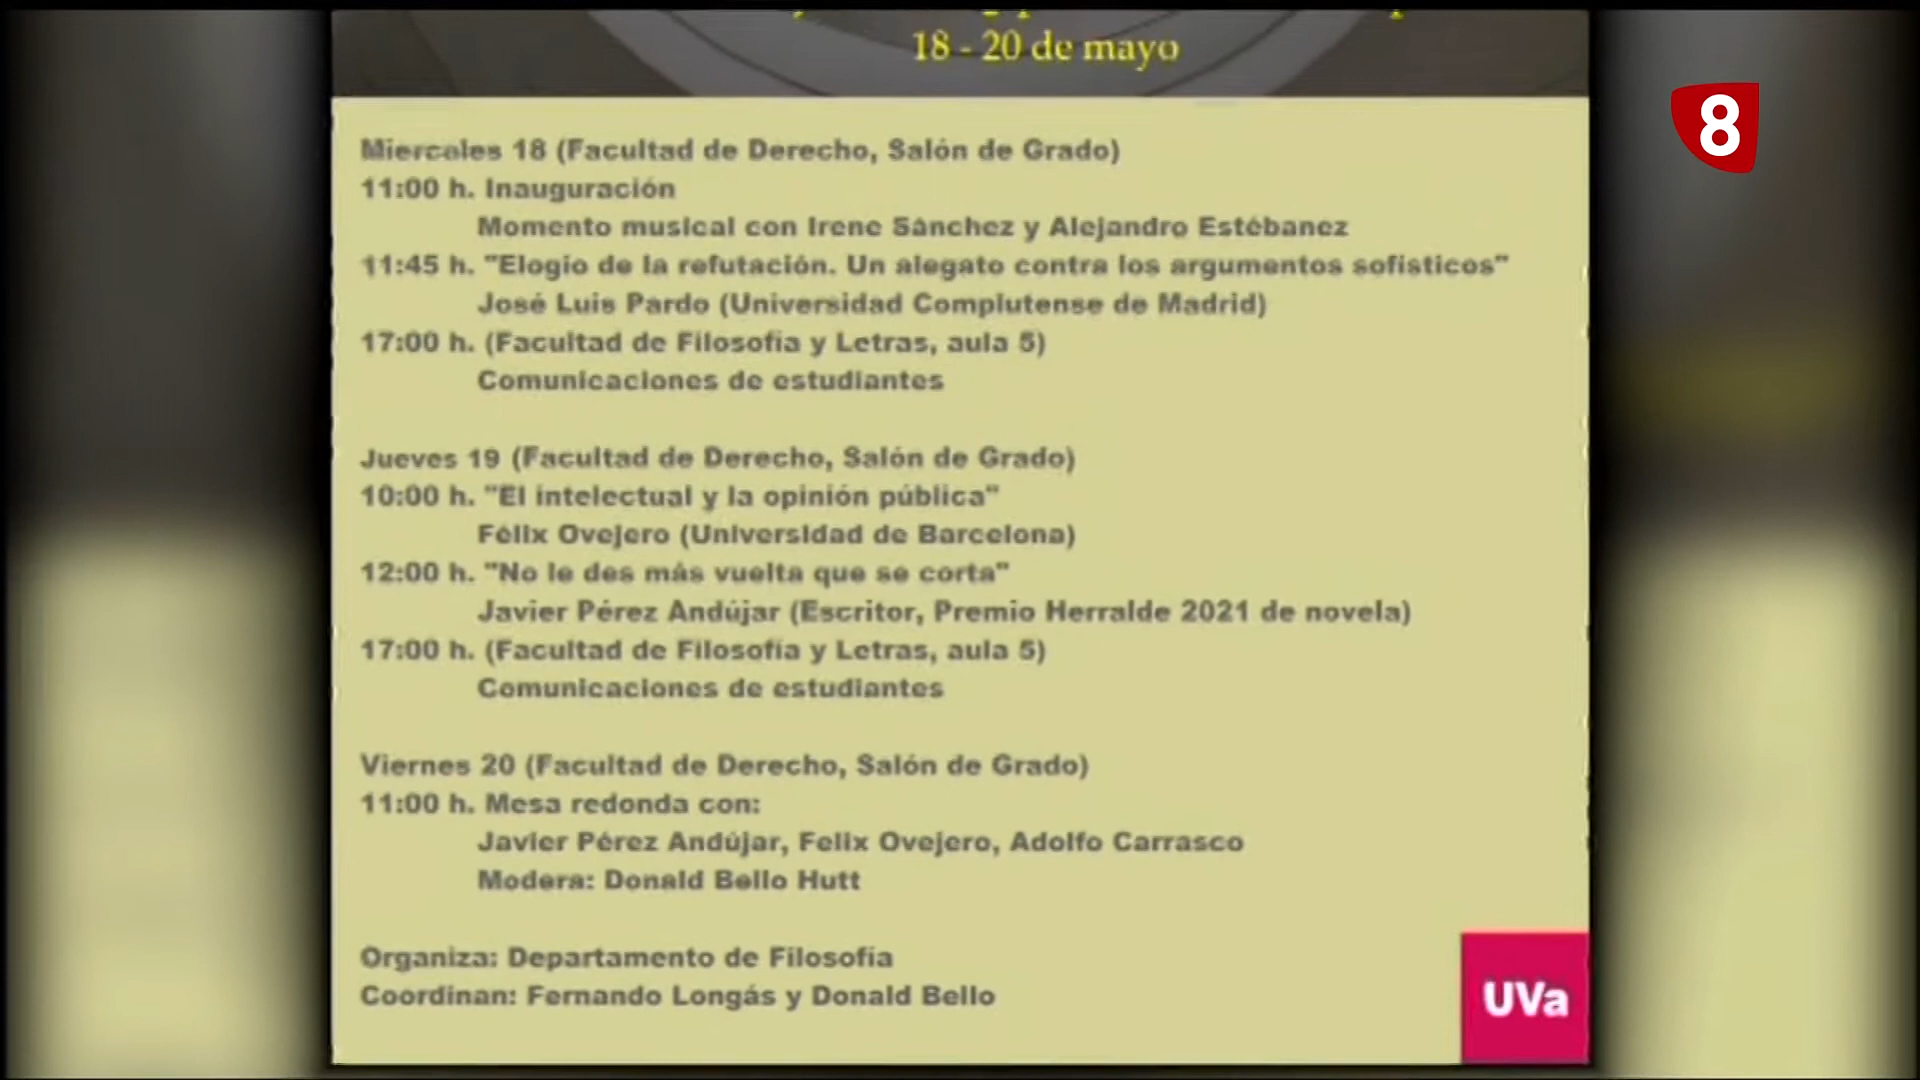 18 - 20 de mayo
8
Miercoles 18 (Facultad de Derecho, Salón de Grado)
11:00 h. Inauguración
Momento musical con Irene Sánchez y Alejandro Estébanez
11:45 h. "Elogio de la refutación. Un alegato contra los argumentos sofísticos"
José Luis Pardo (Universidad Complutense de Madrid)
17:00 h. (Facultad de Filosofía y Letras, aula 5)
Comunicaciones de estudiantes
Jueves 19 (Facultad de Derecho, Salón de Grado)
10:00 h. "El intelectual y la opinión pública"
Félix Ovejero (Universidad de Barcelona)
12:00 h. "No le des más vuelta que se corta"
Javier Pérez Andújar (Escritor, Premio Herralde 2021 de novela)
17:00 h. (Facultad de Filosofía y Letras, aula 5)
Comunicaciones de estudiantes
Viernes 20 (Facultad de Derecho, Salón de Grado)
11:00 h. Mesa redonda con:
Javier Pérez Andújar, Felix Ovejero, Adolfo Carrasco
Modera: Donald Bello Hutt
Organiza: Departamento de Filosofía
Coordinan: Fernando Longás y Donald Bello
UVa